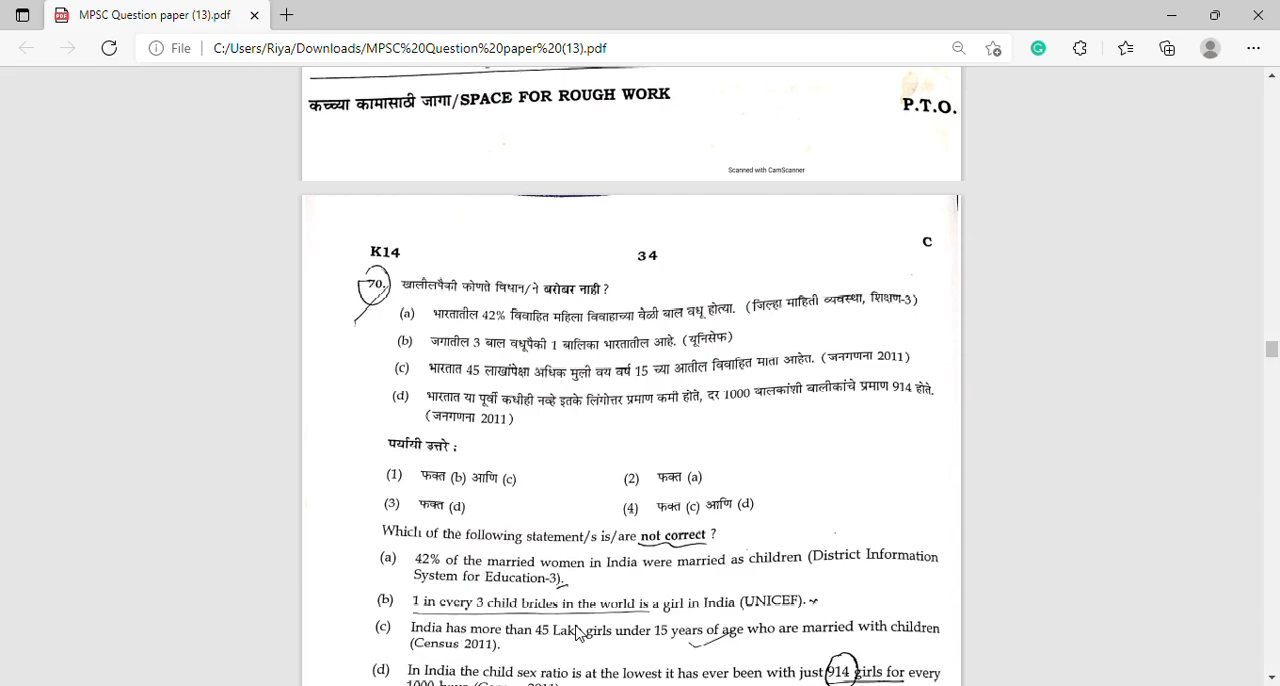 MPSC Question paper (13).pdf
File
C:/Users/Riya/Downloads/MPSC%20Question%20paper%20(13).pdf
कच्च्या कामासाठी जागा/SPACE FOR ROUGH WORK
P.T.O.
Scanned with CamScanner
K14
34
C
70. खालीलपैकी कोणते विधान/ने बरोबर नाही ?
(a) भारतातील 42% विवाहित महिला विवाहाच्या वेळी बाल वधू होत्या. (जिल्हा माहिती व्यवस्था, शिक्षण-3)
(b) जगातील 3 बाल वधूपैकी 1 बालिका भारतातील आहे. (यूनिसेफ)
(c) भारतात 45 लाखांपेक्षा अधिक मुली वय वर्ष 15 च्या आतील विवाहित माता आहेत. (जनगणना 2011)
(d) भारतात या पूर्वी कधीही नव्हे इतके लिंगोत्तर प्रमाण कमी होते, दर 1000 बालकांशी बालीकांचे प्रमाण 914 होते.
(जनगणना 2011)
पर्यायी उत्तरे :
(1) फक्त (b) आणि (c)
(2) फक्त (a)
(3) फक्त (d)
(4) फक्त (c) आणि (d)
Which of the following statement/s is/are not correct ?
(a) 42% of the married women in India were married as children (District Information
System for Education-3).
(b) 1 in every 3 child brides in the world is a girl in India (UNICEF).
(c) India has more than 45 Lakh girls under 15 years of age who are married with children
(Census 2011).
(d) In India the child sex ratio is at the lowest it has ever been with just 914 girls for every